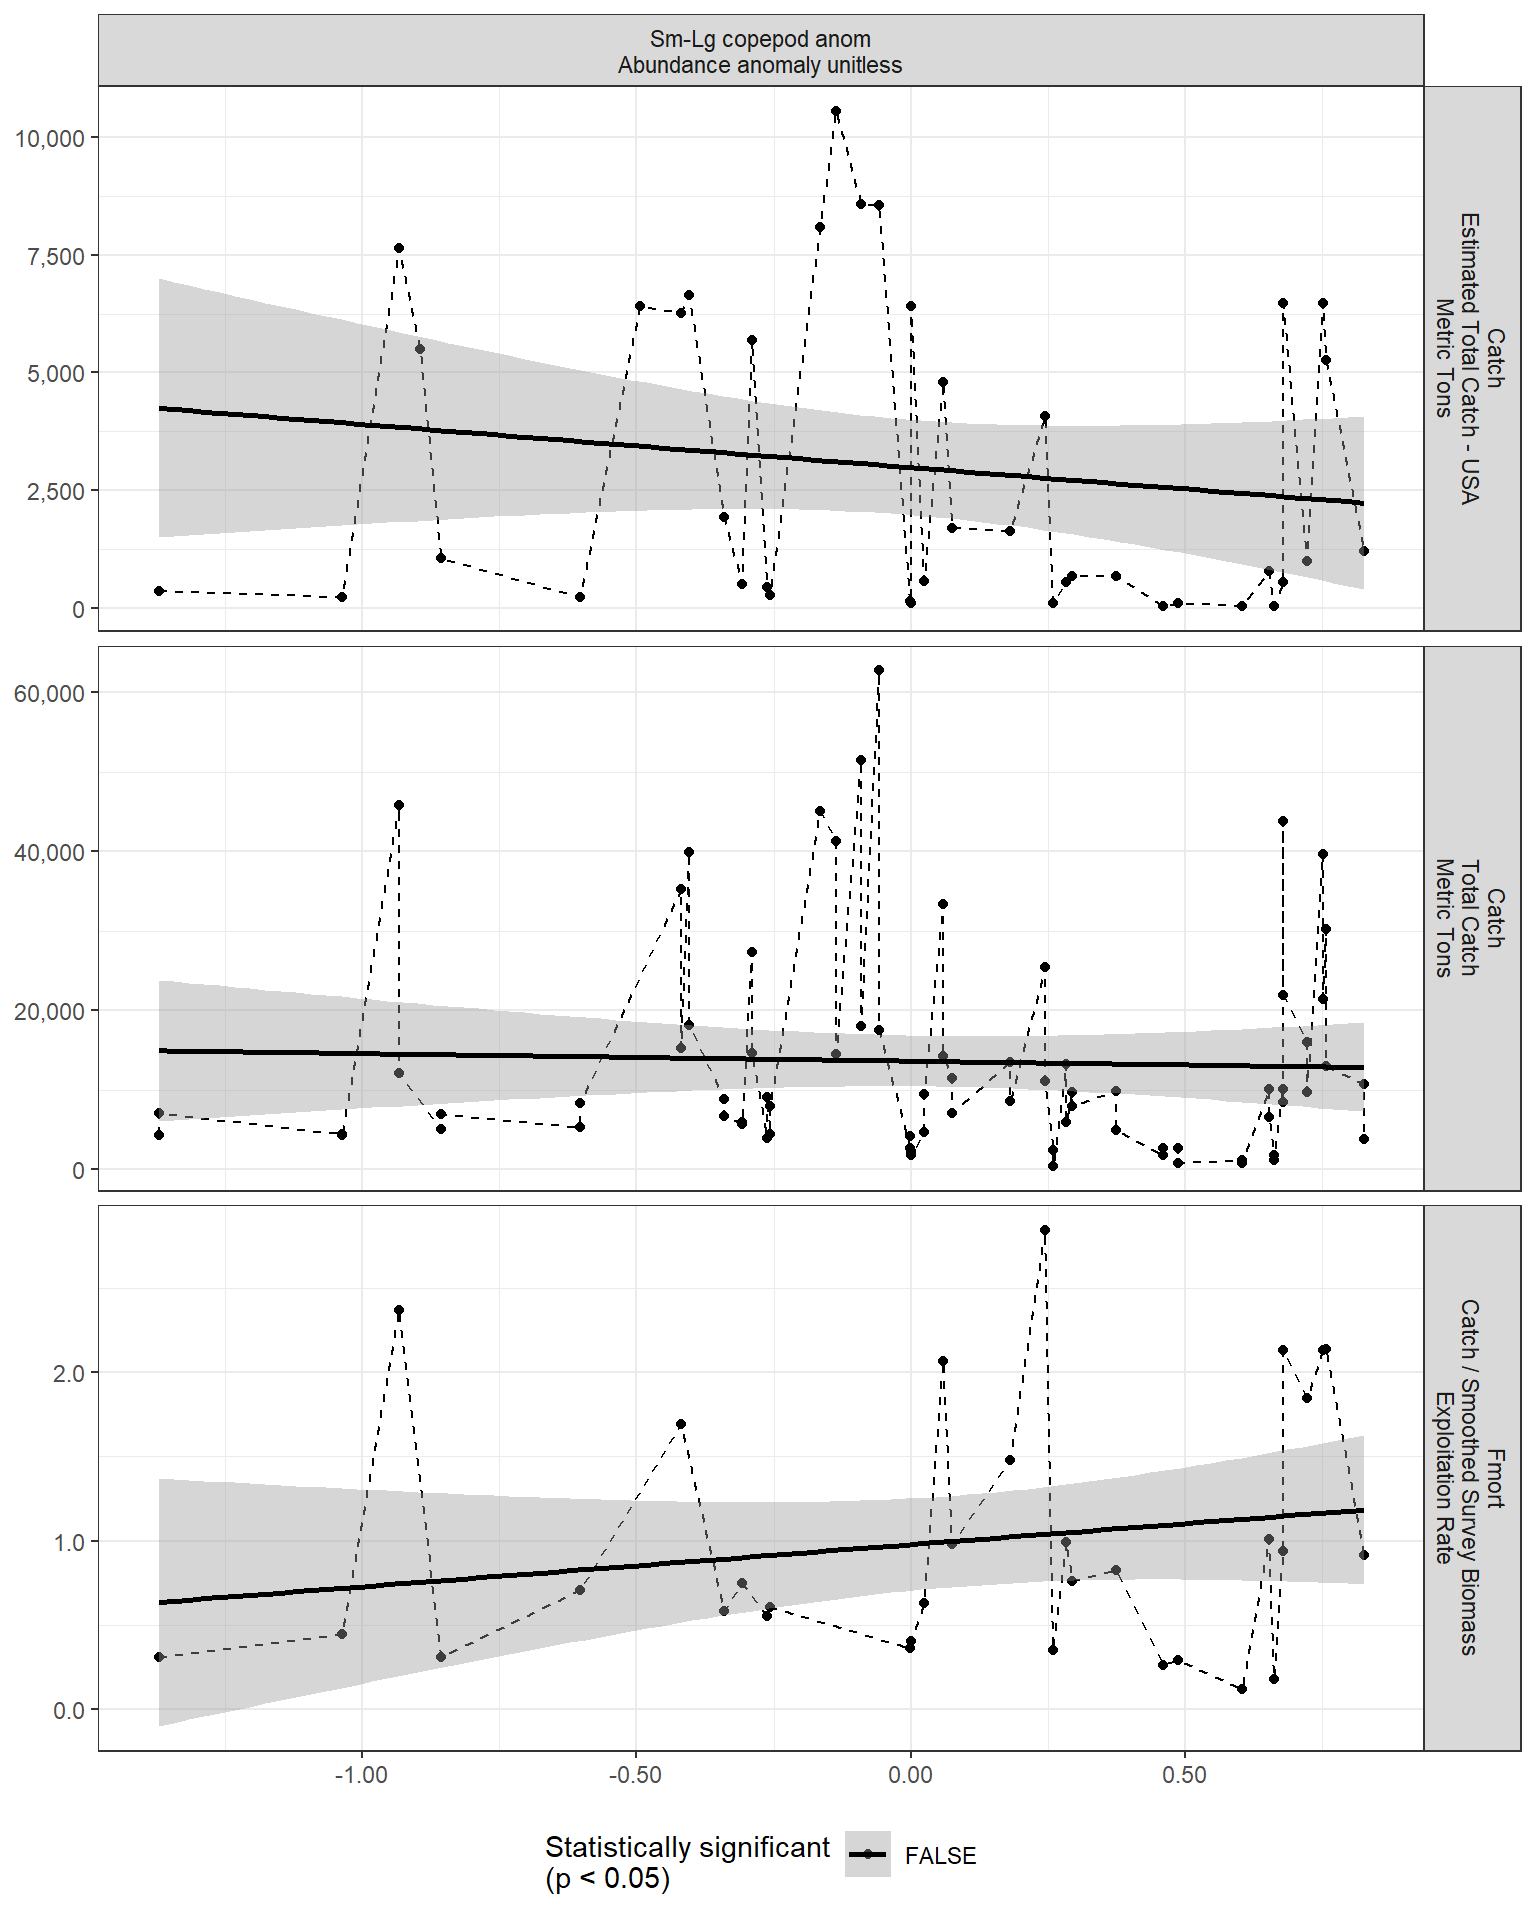 Sm-Lg copepod anom
Abundance anomaly unitless
10,000
7,500
5,000
2,500
0
Catch
Estimated Total Catch - USA
Metric Tons
60,000
40,000
20,000
0
Catch
Total Catch
Metric Tons
2.0
1.0
0.0
Fmort
Catch / Smoothed Survey Biomass
Exploitation Rate
-1.00
-0.50
0.00
0.50
Statistically significant
(p < 0.05)
FALSE